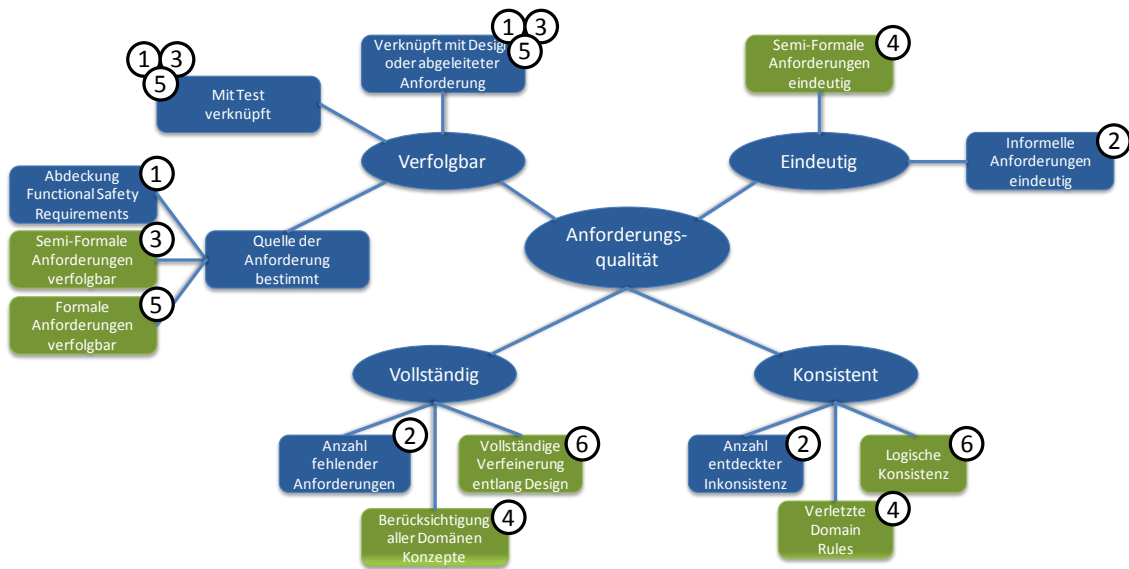 1
3
5
Mit Test
verknüpft
1
3
5
Verknüpft mit Design
oder abgeleiteter
Anforderung
4
Semi-Formale
Anforderungen
eindeutig
2
Informelle
Anforderungen
eindeutig
Verfolgbar
Eindeutig
1
Abdeckung
Functional Safety
Requirements
3
Semi-Formale
Anforderungen
verfolgbar
5
Formale
Anforderungen
verfolgbar
Quelle der
Anforderung
bestimmt
Anforderungs-
qualität
Vollständig
Konsistent
2
Anzahl
fehlender
Anforderungen
6
Vollständige
Verfeinerung
entlang Design
4
Berücksichtigung
aller Domänen
Konzepte
2
Anzahl
entdeckter
Inkonsistenz
6
Logische
Konsistenz
4
Verletzte
Domain
Rules